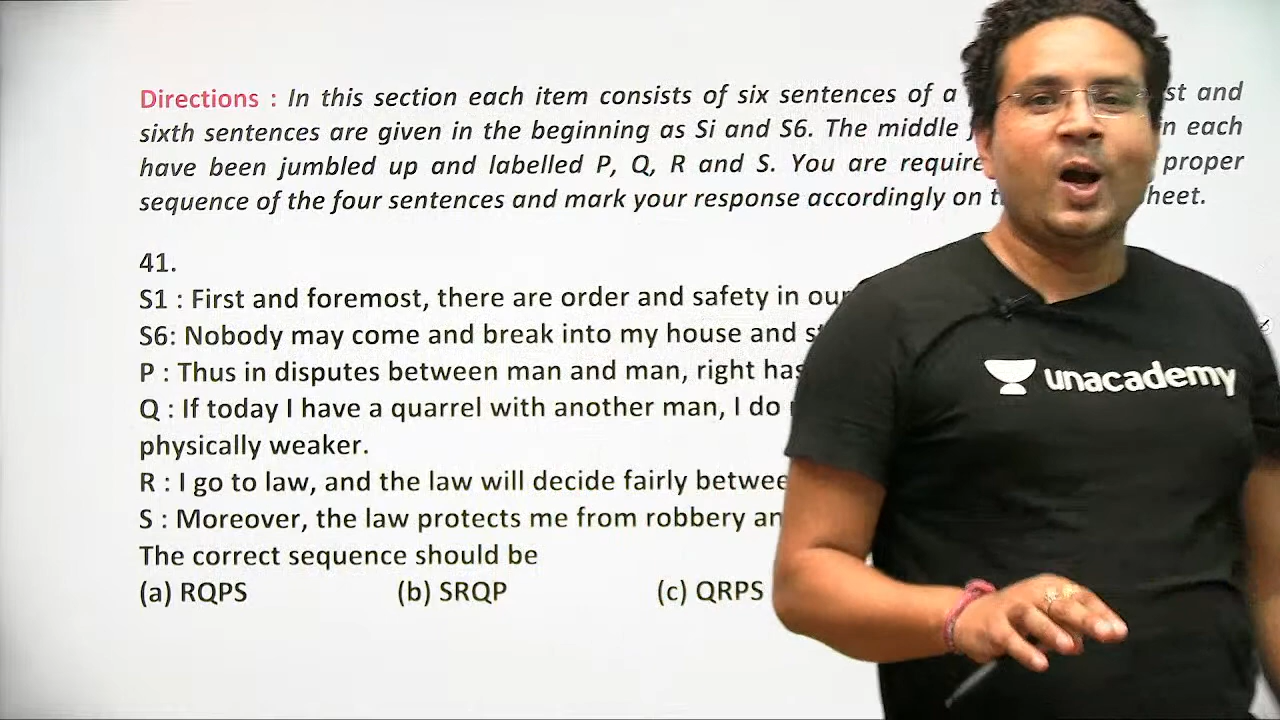 Directions : In this section each item consists of six sentences of a st and
sixth sentences are given in the beginning as Si and S6. The middle in each
have been jumbled up and labelled P, Q, R and S. You are proper
sequence of the four sentences and mark your response accordingly on
41.
S1 : First and foremost, there are order and safety in our
S6: Nobody may come and break into my house and
P : Thus in disputes between man and man, right has
Q : If today I have a quarrel with another man, I do
physically weaker.
R : I go to law, and the law will decide fairly
S : Moreover, the law protects me from robbery
The correct sequence should be
(a) RQPS (b) SRQP (c) QRPS
unacademy